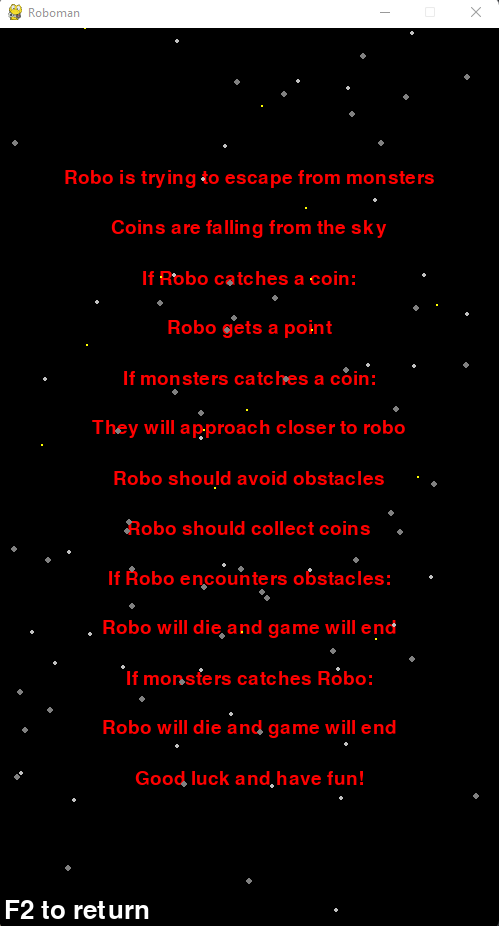 Roboman
Robo is trying to escape from monsters
Coins are falling from the sky
If Robo catches a coin:
Robo gets a point
If monsters catches a coin:
They will approach closer to robo
Robo should avoid obstacles
Robo should collect coins
If Robo encounters obstacles:
Robo will die and game will end
If monsters catches Robo:
Robo will die and game will end
Good luck and have fun!
F2 to return